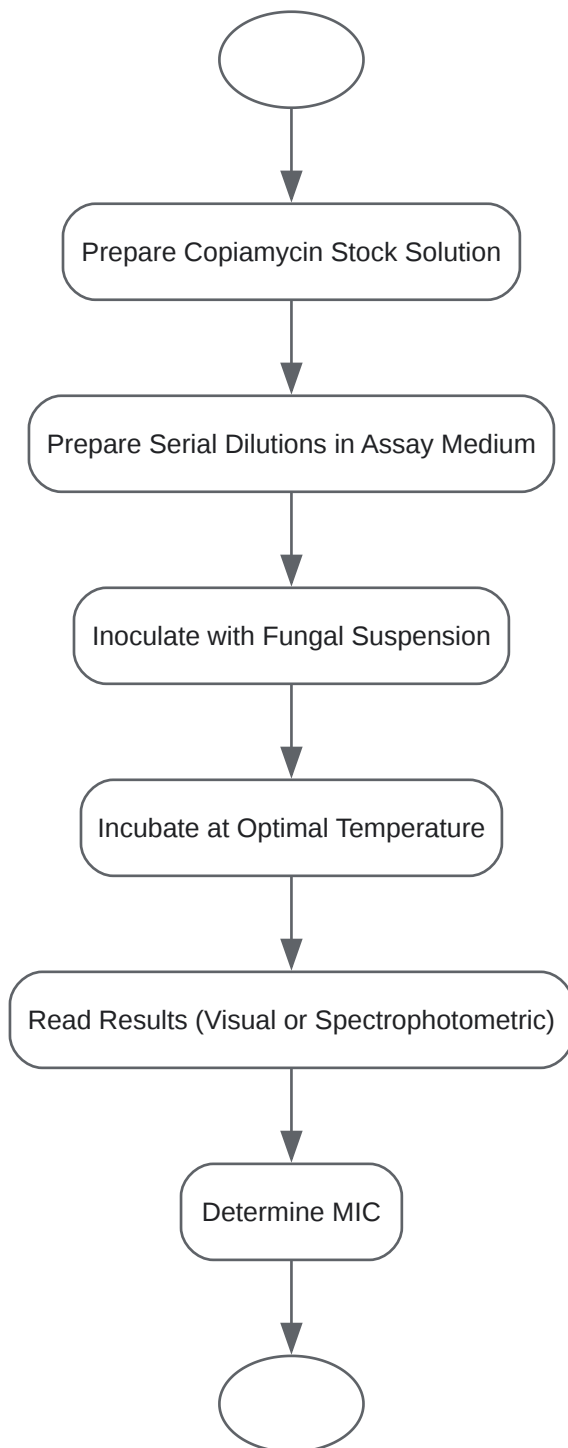 Prepare Copiamycin Stock Solution
Prepare Serial Dilutions in Assay Medium
Inoculate with Fungal Suspension
Incubate at Optimal Temperature
Read Results (Visual or Spectrophotometric)
Determine MIC